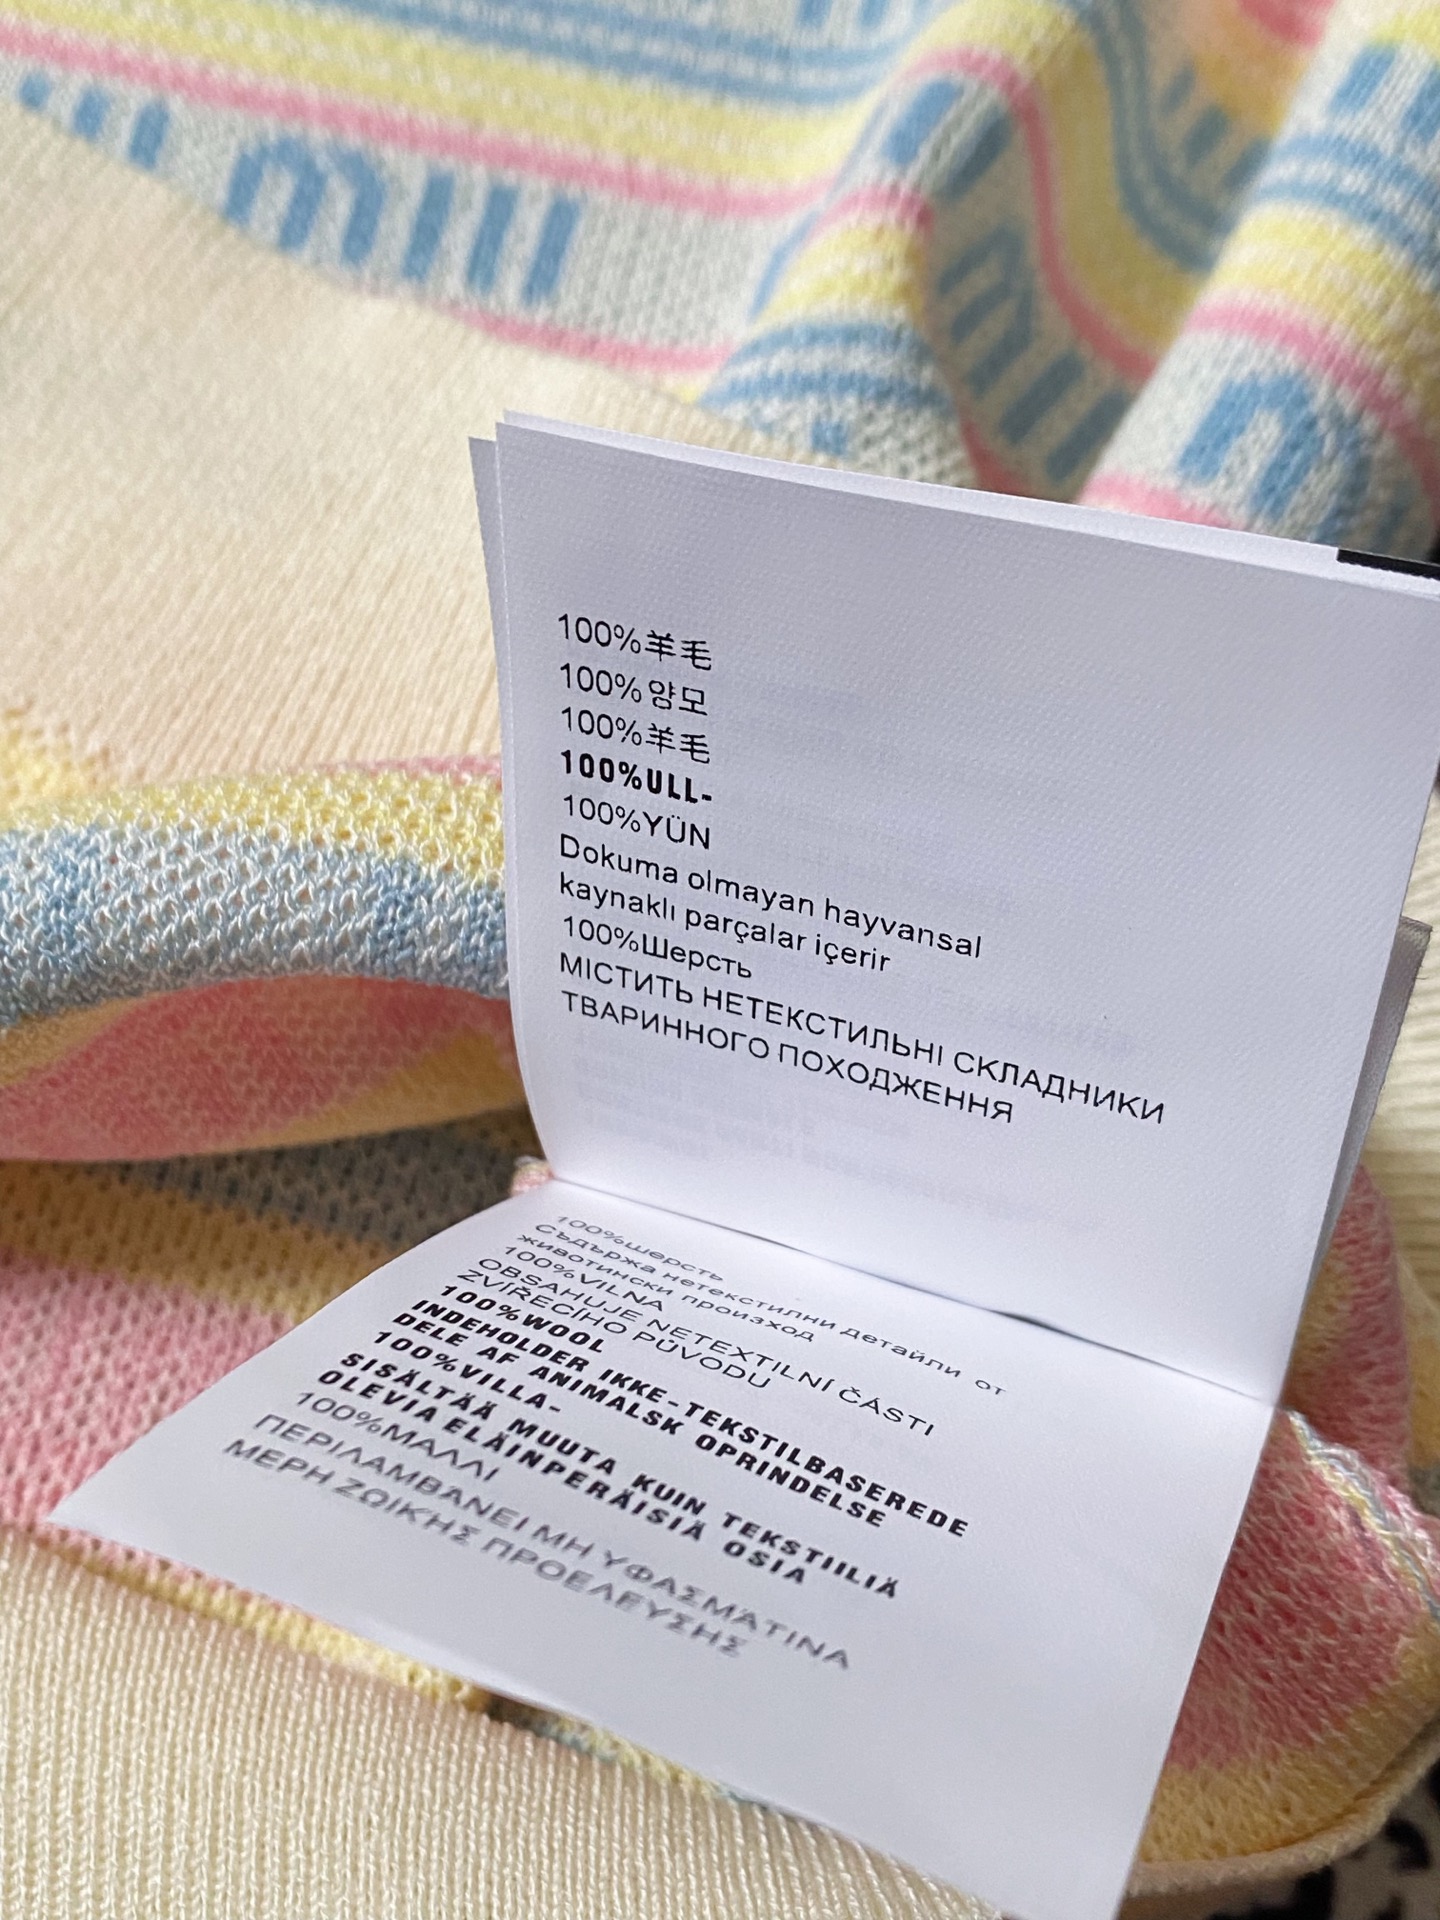 miu
100%羊毛
100%양모
100%羊毛
100%ULL-
100%YÜN
Dokuma olmayan hayvansal
kaynaklı parçalar içerir
100%Шерсть
МІСТИТЬ НЕТЕКСТИЛЬНІ СКЛАДНИКИ
ТВАРИННОГО ПОХОДЖЕННЯ
100%шерсть
Съдържа нетекстилни детайли от
животински произход
100%VILNA
OBSAHUJE NETEXTILNÍ ČÁSTI
ZVÍŘECÍHO PŮVODU
100%WOOL
INDEHOLDER IKKE-TEKSTILBASEREDE
DELE AF ANIMALSK OPRINDELSE
100%VILLA-
SISÄLTÄÄ MUUTA KUIN TEKSTIILIÄ
OLEVIA ELÄINPERÄISIÄ OSIA
100%ΜΑΛΛΙ
ΠΕΡΙΛΑΜΒΑΝΕΙ ΜΗ ΥΦΑΣΜΑΤΙΝΑ
ΜΕΡΗ ΖΩΙΚΗΣ ΠΡΟΕΛΕΥΣΗΣ